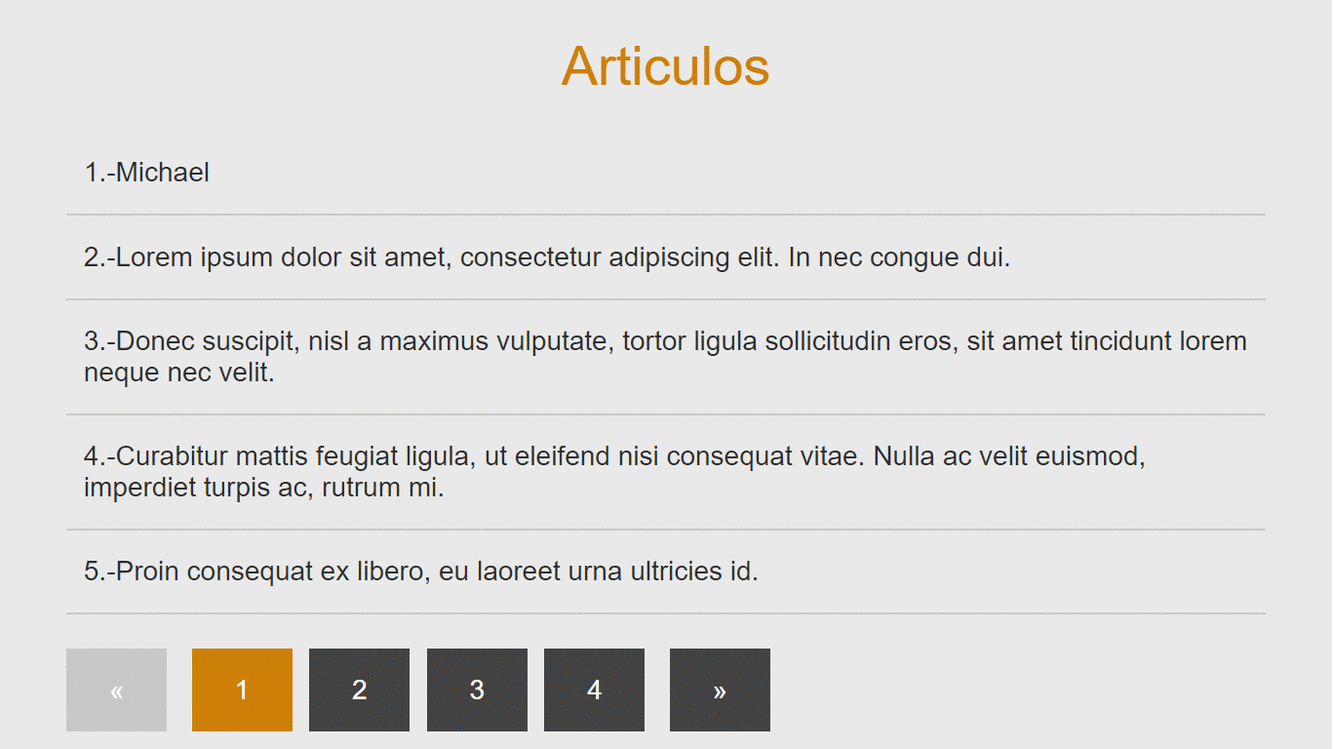 Articulos
1.-Michael
2.-Lorem ipsum dolor sit amet, consectetur adipiscing elit. In nec congue dui.
3.-Donec suscipit, nisl a maximus vulputate, tortor ligula sollicitudin eros, sit amet tincidunt lorem
neque nec velit.
4.-Curabitur mattis feugiat ligula, ut eleifend nisi consequat vitae. Nulla ac velit euismod,
imperdiet turpis ac, rutrum mi.
5.-Proin consequat ex libero, eu laoreet urna ultricies id.
« 1 2 3 4 »